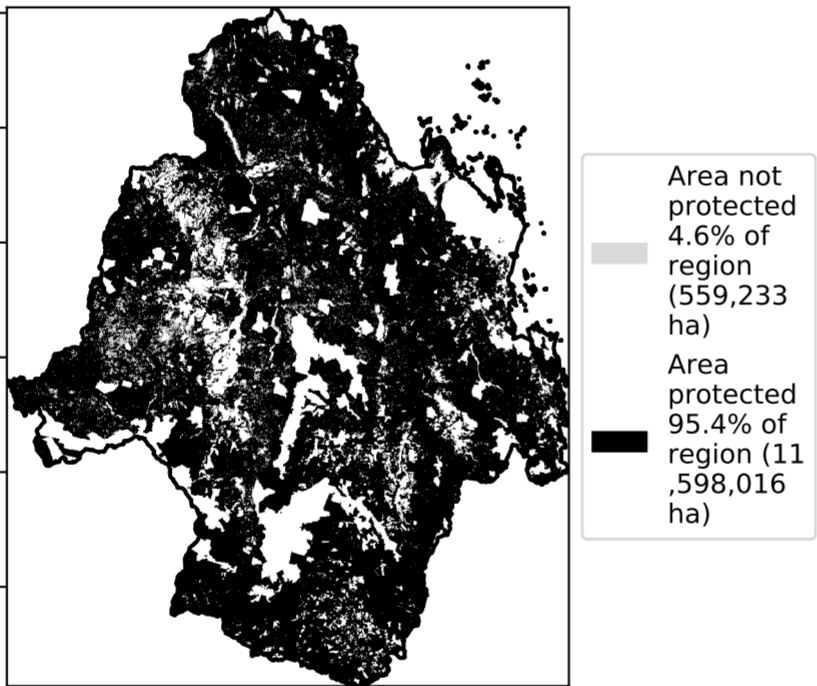 Area not
protected
4.6% of
region
(559,233
ha)
Area
protected
95.4% of
region (11
,598,016
ha)